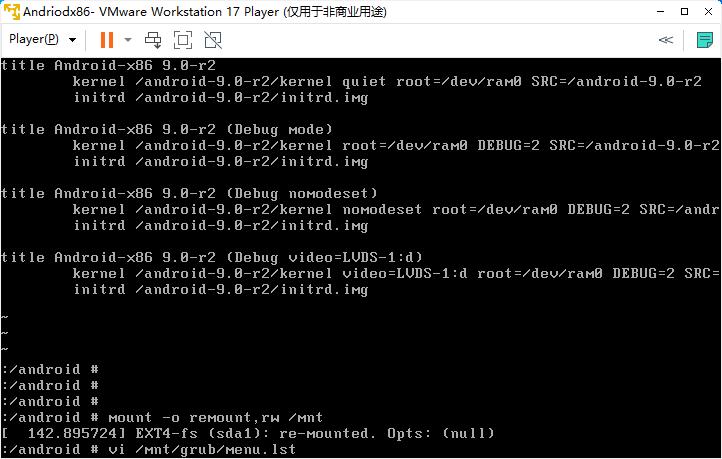 Andriodx86- VMware Workstation 17 Player (仅用于非商业用途)
Player(P)
title Android-x86 9.0-r2
kernel /android-9.0-r2/kernel quiet root=/dev/ram0 SRC=/android-9.0-r2
initrd /android-9.0-r2/initrd.img
title Android-x86 9.0-r2 (Debug mode)
kernel /android-9.0-r2/kernel root=/dev/ram0 DEBUG=2 SRC=/android-9.0-r2
initrd /android-9.0-r2/initrd.img
title Android-x86 9.0-r2 (Debug nomodeset)
kernel /android-9.0-r2/kernel nomodeset root=/dev/ram0 DEBUG=2 SRC=/andr
initrd /android-9.0-r2/initrd.img
title Android-x86 9.0-r2 (Debug video=LVDS-1:d)
kernel /android-9.0-r2/kernel video=LVDS-1:d root=/dev/ram0 DEBUG=2 SRC=
initrd /android-9.0-r2/initrd.img
~
~
~
:/android #
:/android #
:/android #
:/android # mount -o remount,rw /mnt
[  142.895724] EXT4-fs (sda1): re-mounted. Opts: (null)
:/android # vi /mnt/grub/menu.lst